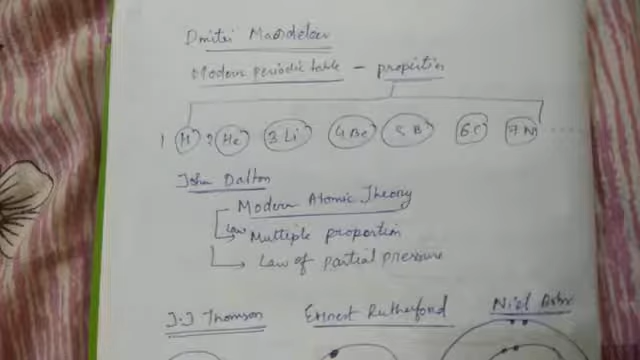 Dmitri Maerdeleev
Modern periodic table - properties
1 H 2 He 3 Li 4 Be 5 B 6 C 7 N .....
John Dalton
Modern Atomic Theory
law Multiple proportion
Law of partial pressure
J.J Thomson Ernest Rutherford Niel Bohr